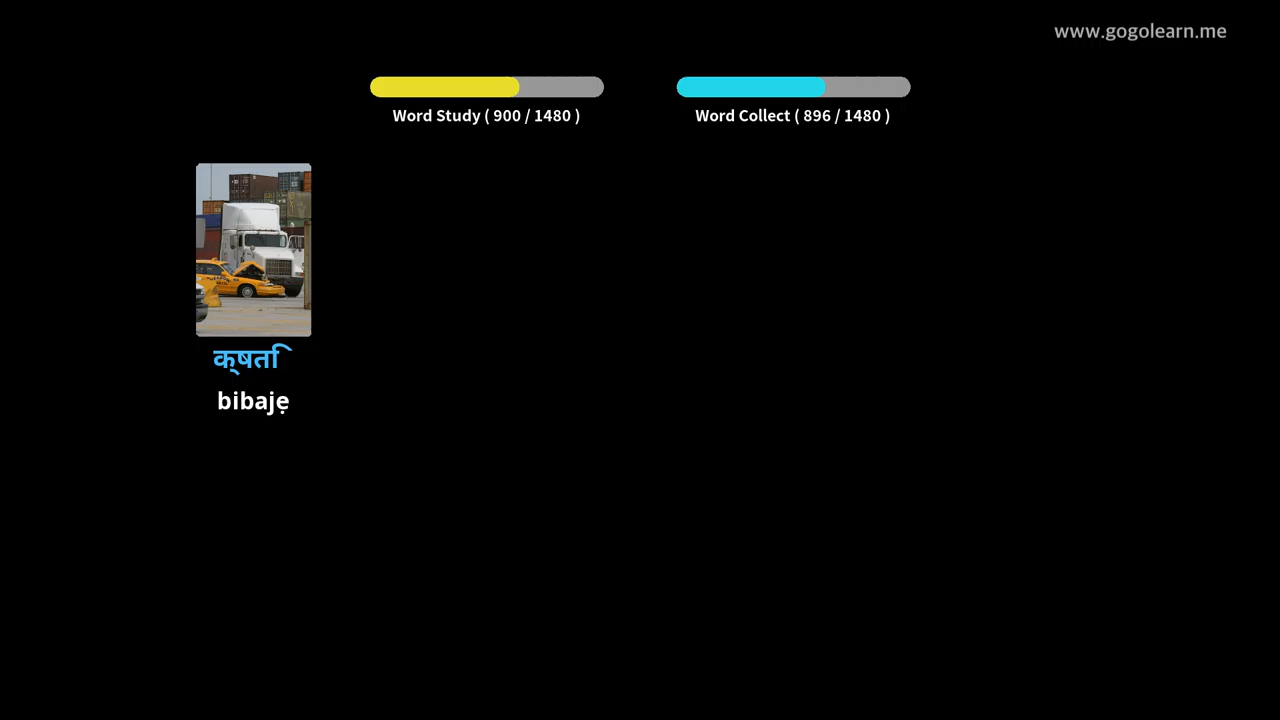 www.gogolearn.me
Word Study ( 900 / 1480 )
Word Collect ( 896 / 1480 )
क्षति
bibajẹ